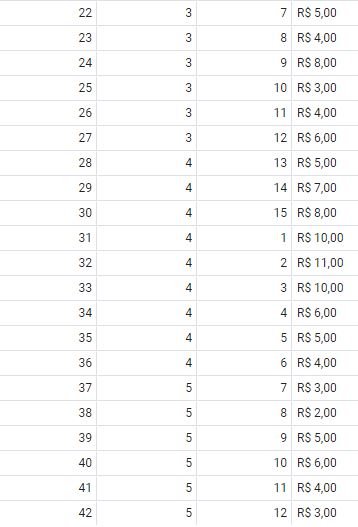 22 3 7 R$ 5,00
23 3 8 R$ 4,00
24 3 9 R$ 8,00
25 3 10 R$ 3,00
26 3 11 R$ 4,00
27 3 12 R$ 6,00
28 4 13 R$ 5,00
29 4 14 R$ 7,00
30 4 15 R$ 8,00
31 4 1 R$ 10,00
32 4 2 R$ 11,00
33 4 3 R$ 10,00
34 4 4 R$ 6,00
35 4 5 R$ 5,00
36 4 6 R$ 4,00
37 5 7 R$ 3,00
38 5 8 R$ 2,00
39 5 9 R$ 5,00
40 5 10 R$ 6,00
41 5 11 R$ 4,00
42 5 12 R$ 3,00